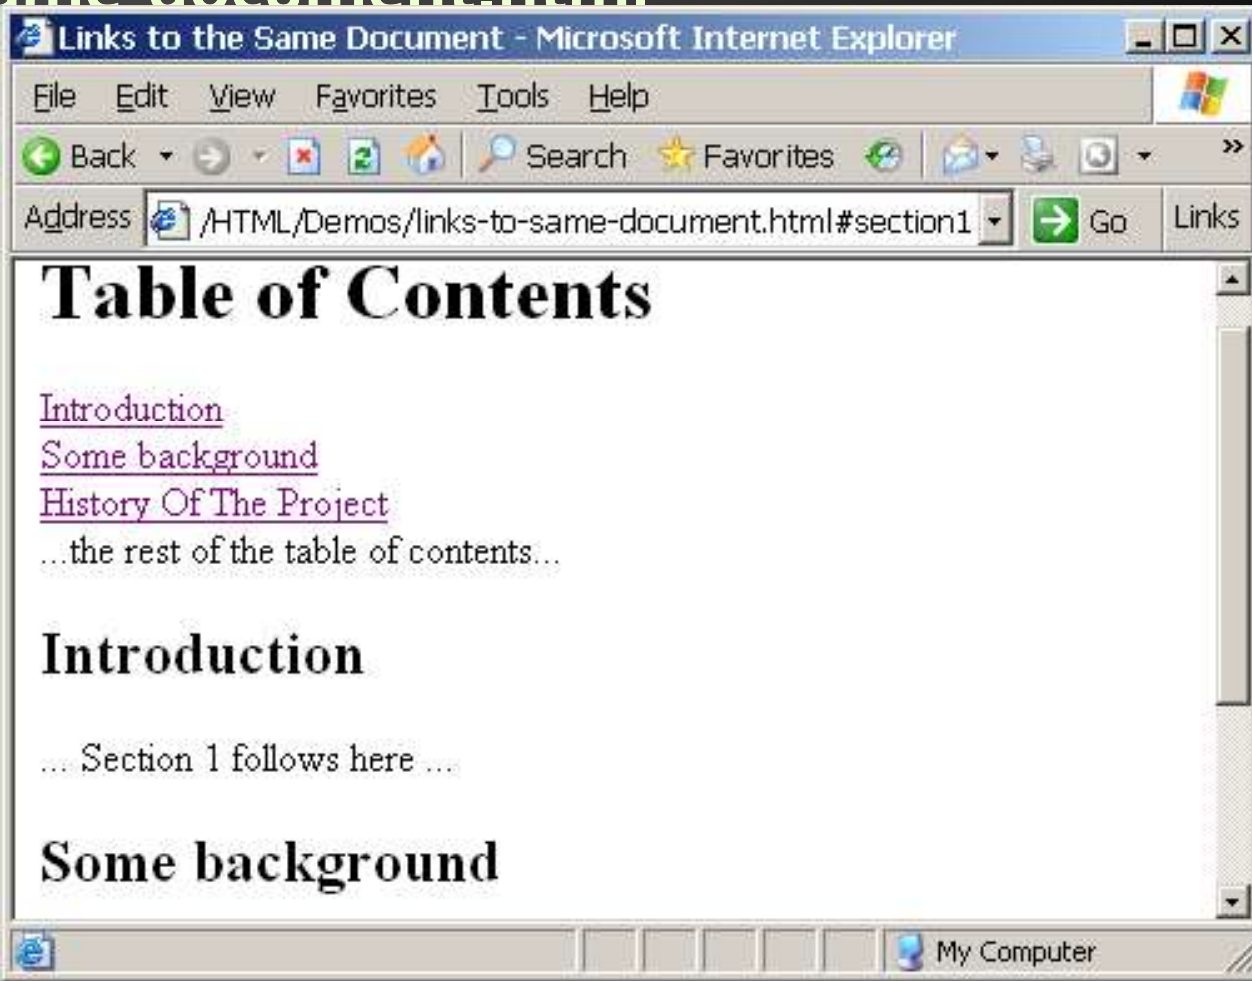 Links to the Same Document - Microsoft Internet Explorer
File Edit View Favorites Tools Help
Back Search Favorites »
Address /HTML/Demos/links-to-same-document.html#section1 Go Links
Table of Contents
Introduction
Some background
History Of The Project
...the rest of the table of contents...
Introduction
... Section 1 follows here ...
Some background
My Computer